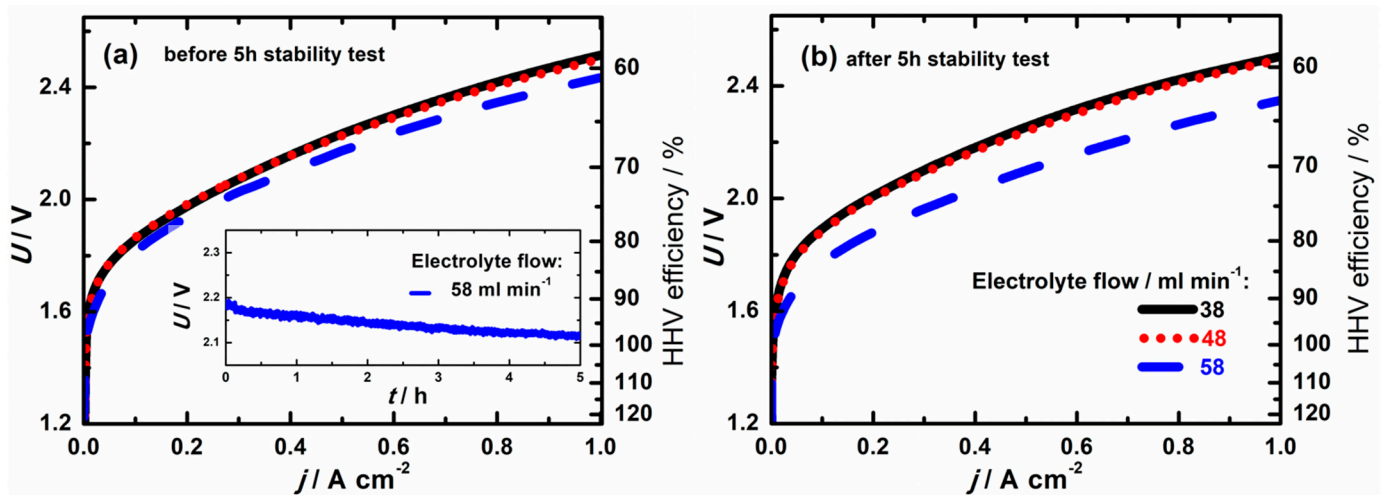 (a) before 5h stability test
U / V
2.4
2.0
1.6
1.2
0.0 0.2 0.4 0.6 0.8 1.0
j / A cm⁻²
60
70
80
90
100
110
120
HHV efficiency / %
Electrolyte flow:
58 ml min⁻¹
U / V
2.3
2.2
2.1
0 1 2 3 4 5
t / h
(b) after 5h stability test
U / V
2.4
2.0
1.6
1.2
0.0 0.2 0.4 0.6 0.8 1.0
j / A cm⁻²
60
70
80
90
100
110
120
HHV efficiency / %
Electrolyte flow / ml min⁻¹:
38
48
58